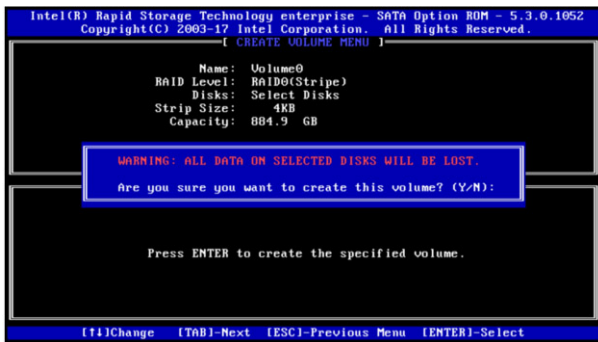 Intel(R) Rapid Storage Technology enterprise - SATA Option ROM - 5.3.0.1052
Copyright(C) 2003-17 Intel Corporation.  All Rights Reserved.
[ CREATE VOLUME MENU ]
Name: Volume0
RAID Level: RAID0(Stripe)
Disks: Select Disks
Strip Size: 4KB
Capacity: 884.9 GB
WARNING: ALL DATA ON SELECTED DISKS WILL BE LOST.
Are you sure you want to create this volume? (Y/N):
Press ENTER to create the specified volume.
[↑↓]Change [TAB]-Next [ESC]-Previous Menu [ENTER]-Select